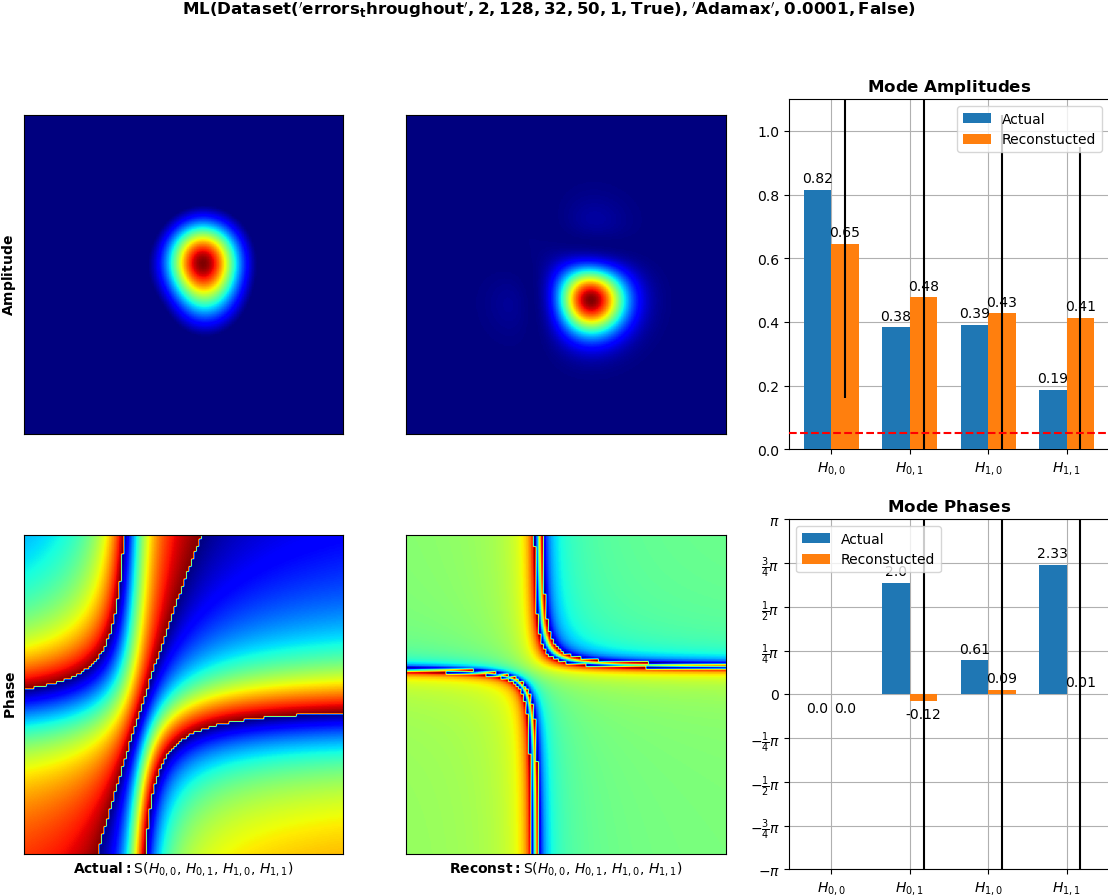 ML(Dataset('errors_throughout', 2, 128, 32, 50, 1, True), 'Adamax', 0.0001, False)
Amplitude
Mode Amplitudes
Actual
Reconstucted
1.0
0.8
0.6
0.4
0.2
0.0
0.82
0.65
0.38
0.48
0.39
0.43
0.19
0.41
H0,0
H0,1
H1,0
H1,1
Phase
Actual: S(H0,0, H0,1, H1,0, H1,1)
Reconst: S(H0,0, H0,1, H1,0, H1,1)
Mode Phases
Actual
Reconstucted
π
3/4π
1/2π
1/4π
0
−1/4π
−1/2π
−3/4π
−π
0.0
0.0
2.0
-0.12
0.61
0.09
2.33
0.01
H0,0
H0,1
H1,0
H1,1